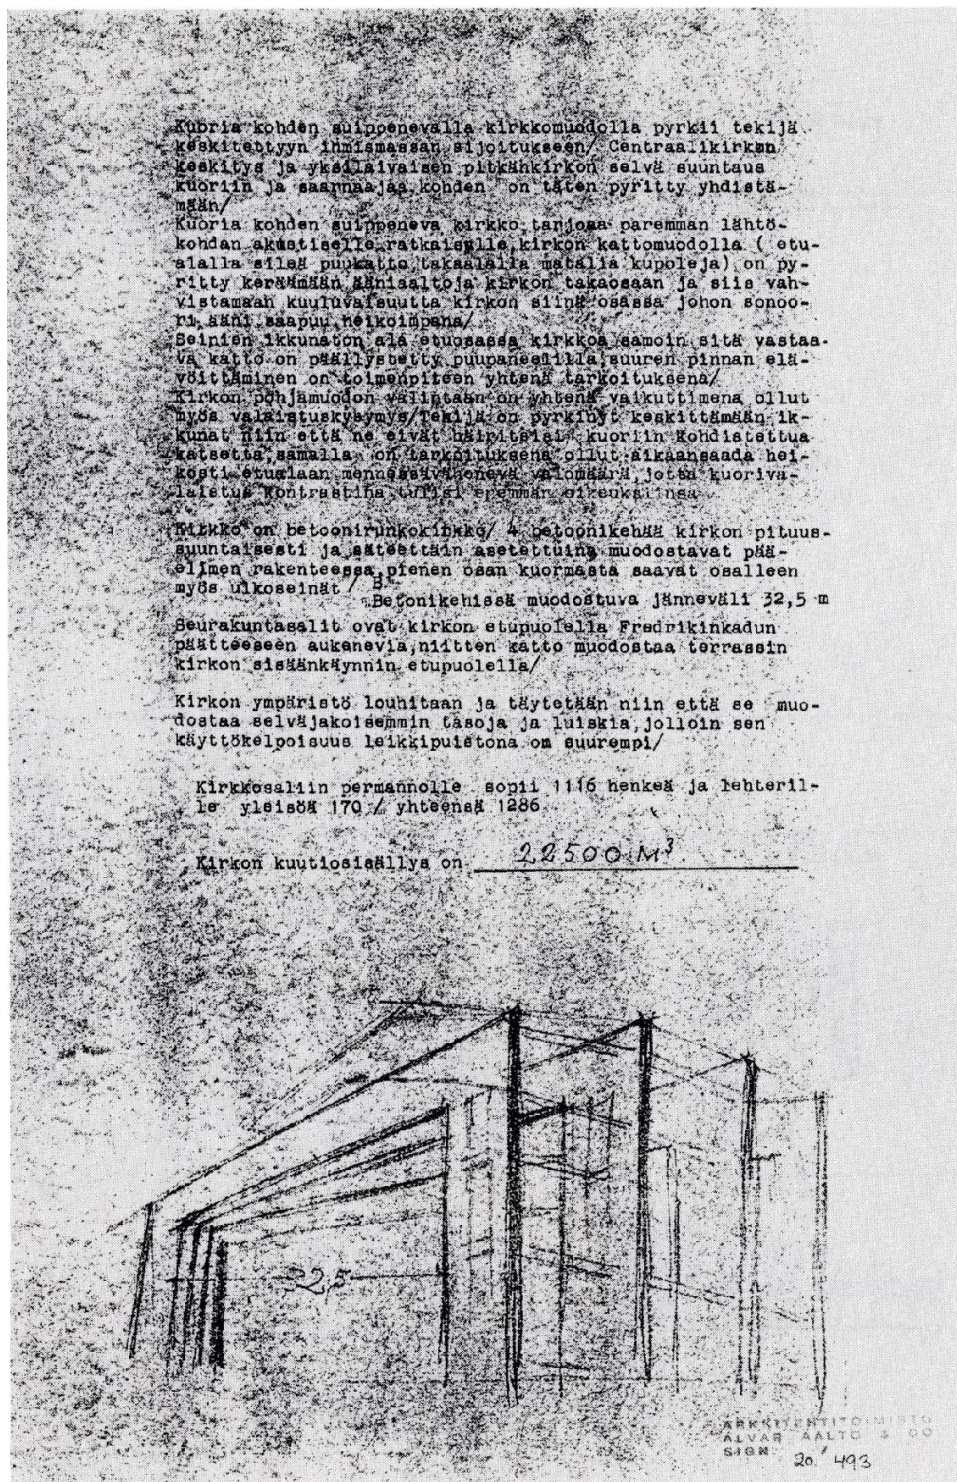 Kuoria kohden suippenevalla kirkkomuodolla pyrkii tekijä
keskitettyyn ihmismassan sijoitukseen/ Centraalikirkon
keskitys ja yksilaivaisen pitkänkirkon selvä suuntaus
kuoriin ja saarnaajaa kohden on täten pyritty yhdistä-
mään/
Kuoria kohden suippeneva kirkko tarjoaa paremman lähtö-
kohdan akustiselle ratkaisulle, kirkon kattomuodolla ( etu-
alalla sileä puukatto, takaalalla matalia kupoleja) on py-
ritty keräämään ääniaaltoja kirkon takaosaan ja siis vah-
vistamaan kuuluvaisuutta kirkon siinä osassa johon sonoo-
ri ääni saapuu heikoimpana/
Seinien ikkunaton ala etuosassa kirkkoa samoin sitä vastaa-
va katto on päällystetty puupaneelilla suuren pinnan elä-
vöittäminen on toimenpiteen yhtenä tarkoituksena/
Kirkon pohjamuodon valintaan on yhtenä vaikuttimena ollut
myös valaistuskysymys/Tekijä on pyrkinyt keskittämään ik-
kunat niin että ne eivät häiritsisi kuoriin kohdistettua
katsetta, samalla on tarkoituksena ollut aikaansaada hei-
kosti etualaan mennessä vähenevä valomäärä, jotta kuoriva-
laistus kontrastina tulisi enemmän oikeuksiinsa
Kirkko on betoonirunkokirkko/ 4 betoonikehää kirkon pituus-
suuntaisesti ja säteettäin asetettuina muodostavat pää-
elimen rakenteessa, pienen osan kuormasta saavat osalleen
myös ulkoseinät / B.
Betonikehissä muodostuva jänneväli 32,5 m
Seurakuntasalit ovat kirkon etupuolella Fredrikinkadun
päätteeseen aukenevia, niitten katto muodostaa terrassin
kirkon sisäänkäynnin etupuolella/
Kirkon ympäristö louhitaan ja täytetään niin että se muo-
dostaa selväjakoisemmin tasoja ja luiskia, jolloin sen
käyttökelpoisuus leikkipuistona on suurempi/
Kirkkosaliin permannolle sopii 1116 henkeä ja lehteril-
le yleisöä 170 / yhteensä 1286
Kirkon kuutiosisällys on 22500 M³
22,5
ARKKITEHTITOIMISTO
ALVAR AALTO & CO
SIGN. 20 / 493